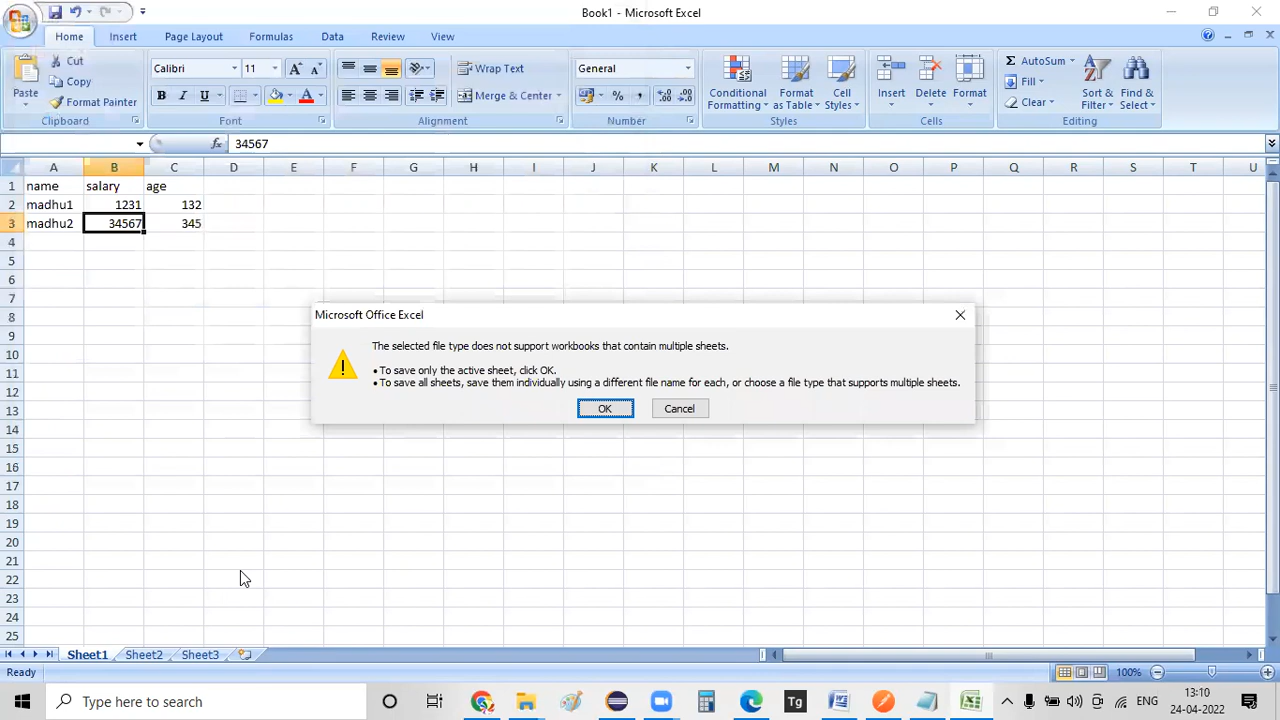 Book1 - Microsoft Excel
Home Insert Page Layout Formulas Data Review View
Paste Cut Copy Format Painter Clipboard
Calibri 11 A A B I U A Font
Wrap Text Merge & Center Alignment
General % , .0 .00 .00 .0 Number
Conditional Formatting Format as Table Cell Styles Styles
Insert Delete Format Cells
Σ AutoSum Fill Clear Sort & Filter Find & Select Editing
fx 34567
A B C D E F G H I J K L M N O P Q R S T U
1 name salary age
2 madhu1 1231 132
3 madhu2 34567 345
4
5
6
7
8
9
10
11
12
13
14
15
16
17
18
19
20
21
22
23
24
25
Microsoft Office Excel
The selected file type does not support workbooks that contain multiple sheets.
• To save only the active sheet, click OK.
• To save all sheets, save them individually using a different file name for each, or choose a file type that supports multiple sheets.
OK Cancel
Sheet1 Sheet2 Sheet3
Ready 100%
Type here to search Tg ENG 13:10
24-04-2022